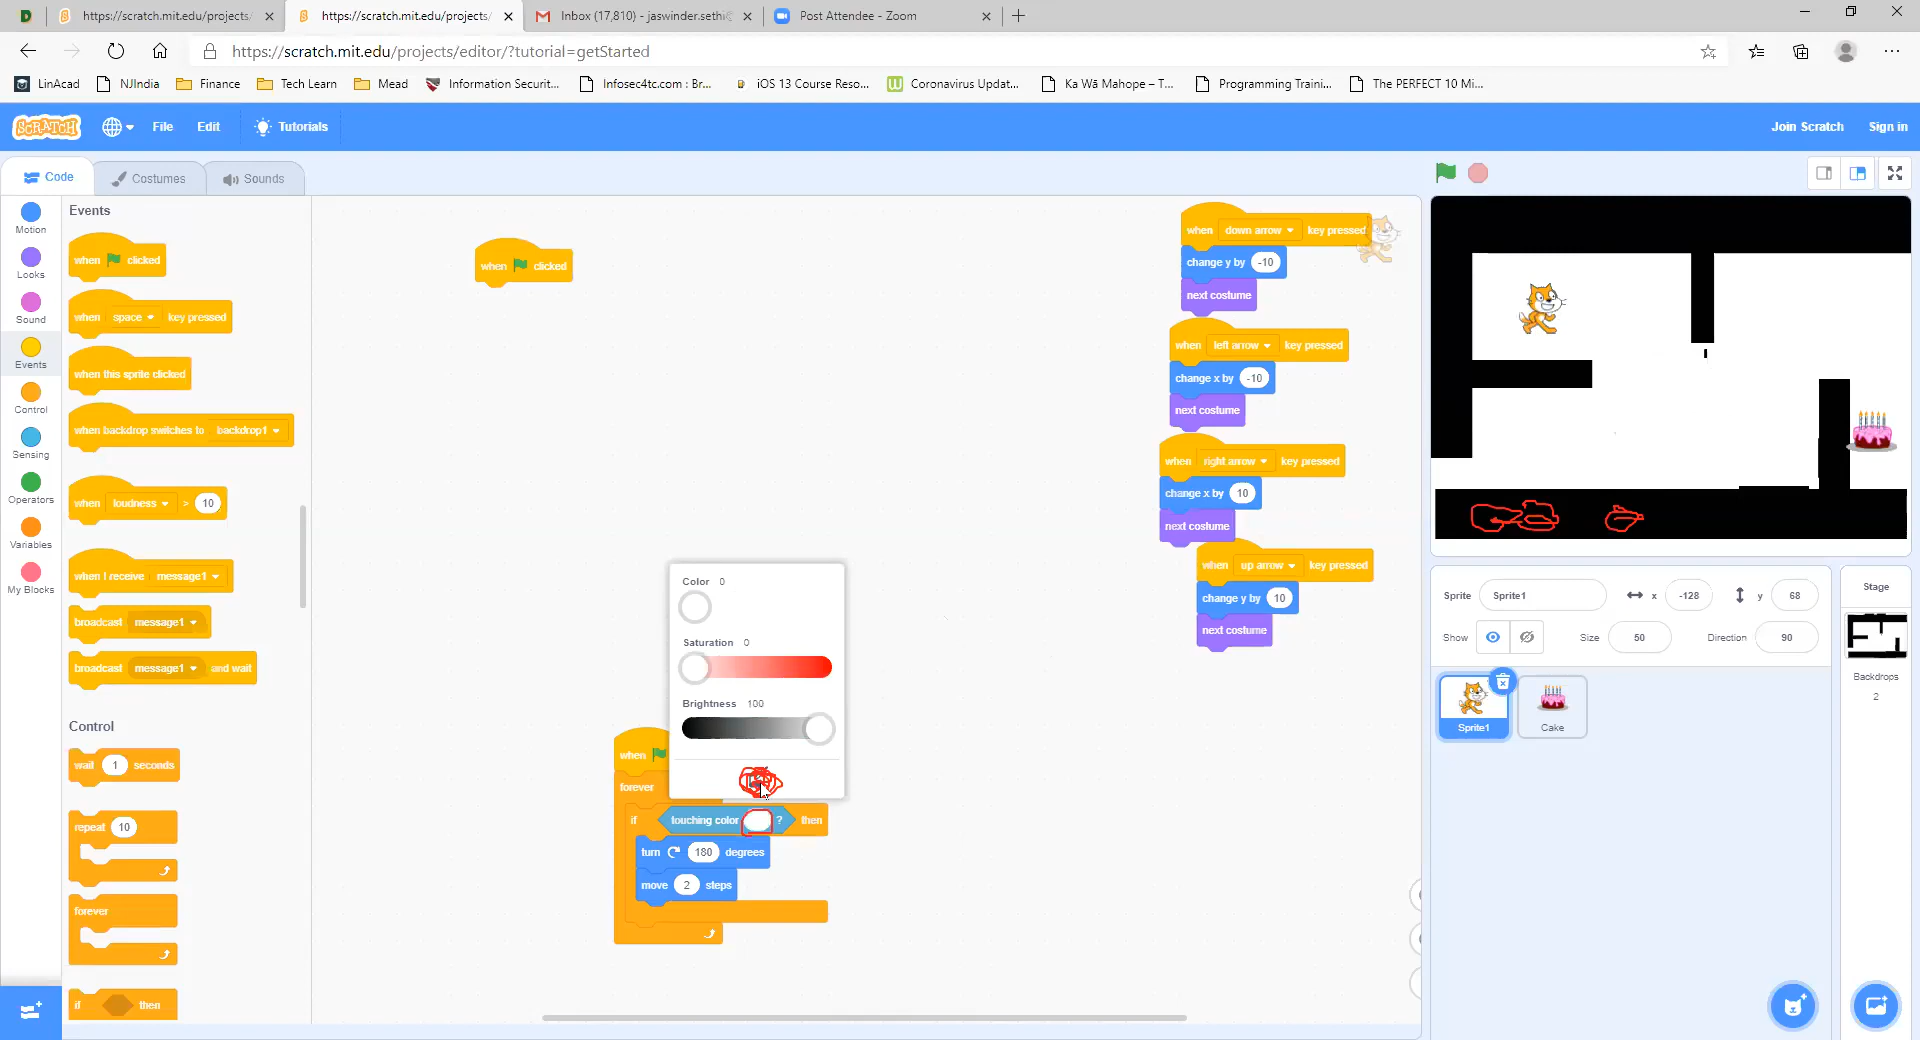 https://scratch.mit.edu/projects
https://scratch.mit.edu/projects/
Inbox (17,810) - jaswinder.sethi@
Post Attendee - Zoom
https://scratch.mit.edu/projects/editor/?tutorial=getStarted
LinAcad
NJIndia
Finance
Tech Learn
Mead
Information Securit...
Infosec4tc.com : Br...
iOS 13 Course Reso...
Coronavirus Updat...
Ka Wā Mahope – T...
Programming Traini...
The PERFECT 10 Mi...
SCRATCH
File
Edit
Tutorials
Join Scratch
Sign in
Code
Costumes
Sounds
Motion
Looks
Sound
Events
Control
Sensing
Operators
Variables
My Blocks
Events
when clicked
when space key pressed
when this sprite clicked
when backdrop switches to backdrop1
when loudness > 10
when I receive message1
broadcast message1
broadcast message1 and wait
Control
wait 1 seconds
repeat 10
forever
if then
when clicked
when down arrow key pressed
change y by -10
next costume
when left arrow key pressed
change x by -10
next costume
when right arrow key pressed
change x by 10
next costume
when up arrow key pressed
change y by 10
next costume
Color 0
Saturation 0
Brightness 100
when
forever
if touching color ? then
turn 180 degrees
move 2 steps
Sprite Sprite1
x -128
y 68
Show
Size 50
Direction 90
Sprite1
Cake
Stage
Backdrops
2